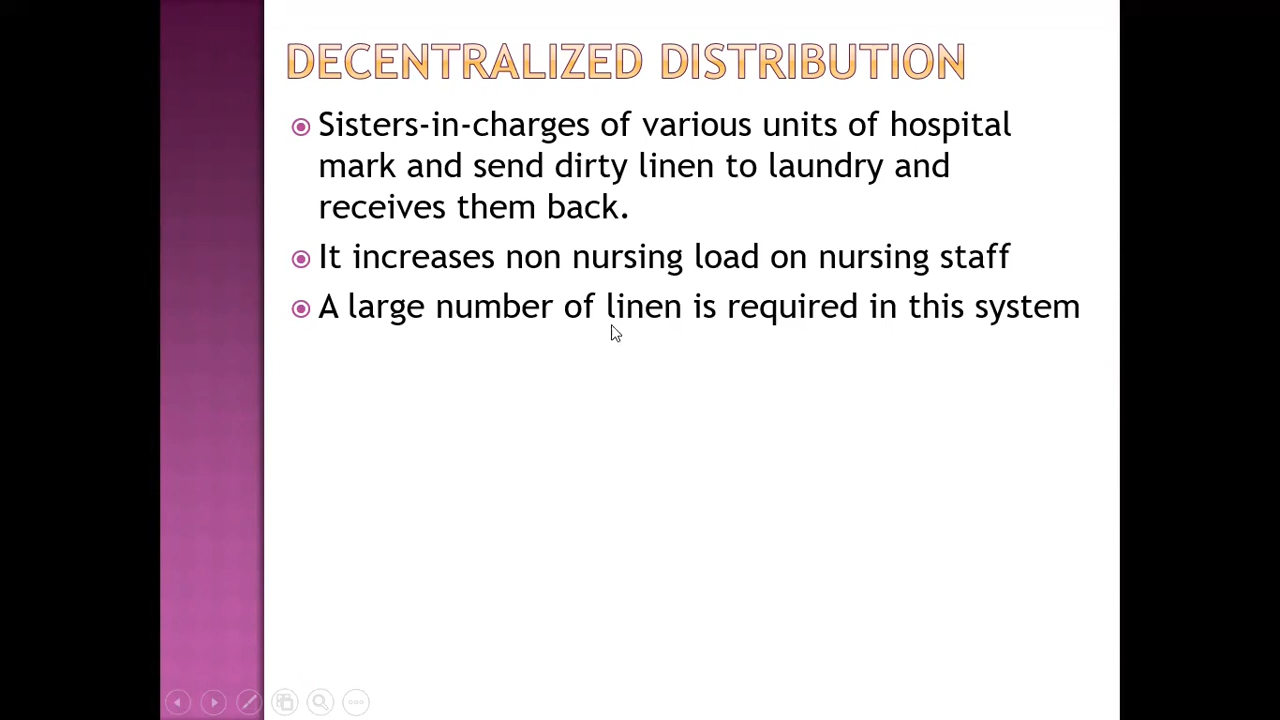 DECENTRALIZED DISTRIBUTION
Sisters-in-charges of various units of hospital
mark and send dirty linen to laundry and
receives them back.
It increases non nursing load on nursing staff
A large number of linen is required in this system